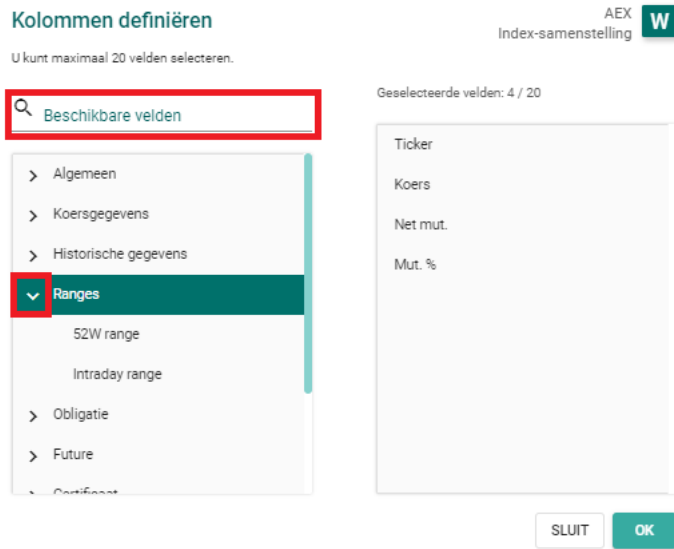 Kolommen definiëren
AEX
Index-samenstelling
W
U kunt maximaal 20 velden selecteren.
Beschikbare velden
Geselecteerde velden: 4 / 20
Algemeen
Koersgegevens
Historische gegevens
Ranges
52W range
Intraday range
Obligatie
Future
Certificaat
Ticker
Koers
Net mut.
Mut. %
SLUIT
OK